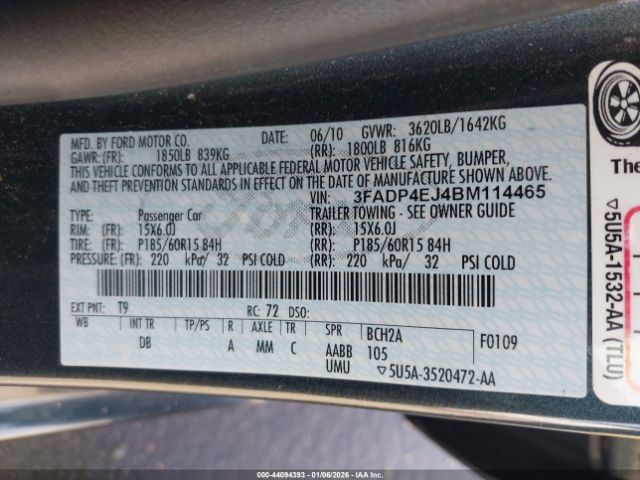 MFD. BY FORD MOTOR CO. DATE: 06/10 GVWR: 3620LB/1642KG
GAWR:(FR): 1850LB 839KG (RR): 1800LB 816KG
THIS VEHICLE CONFORMS TO ALL APPLICABLE FEDERAL MOTOR VEHICLE SAFETY, BUMPER,
AND THEFT PREVENTION STANDARDS IN EFFECT ON THE DATE OF MANUFACTURE SHOWN ABOVE.
VIN: 3FADP4EJ4BM114465
TYPE: Passenger Car TRAILER TOWING - SEE OWNER GUIDE
RIM: (FR): 15X6.0J (RR): 15X6.0J
TIRE: (FR): P185/60R15 84H (RR): P185/60R15 84H
PRESSURE: (FR): 220 kPa/ 32 PSI COLD (RR): 220 kPa/ 32 PSI COLD
EXT PNT: T9 RC: 72 DSO:
WB INT TR TP/PS R AXLE TR SPR BCH2A F0109
DB A MM C AABB 105
UMU ▽5U5A-3520472-AA
The
▽5U5A-1532-AA (TLU)
000-44094393 - 01/06/2026 - IAAI.COM